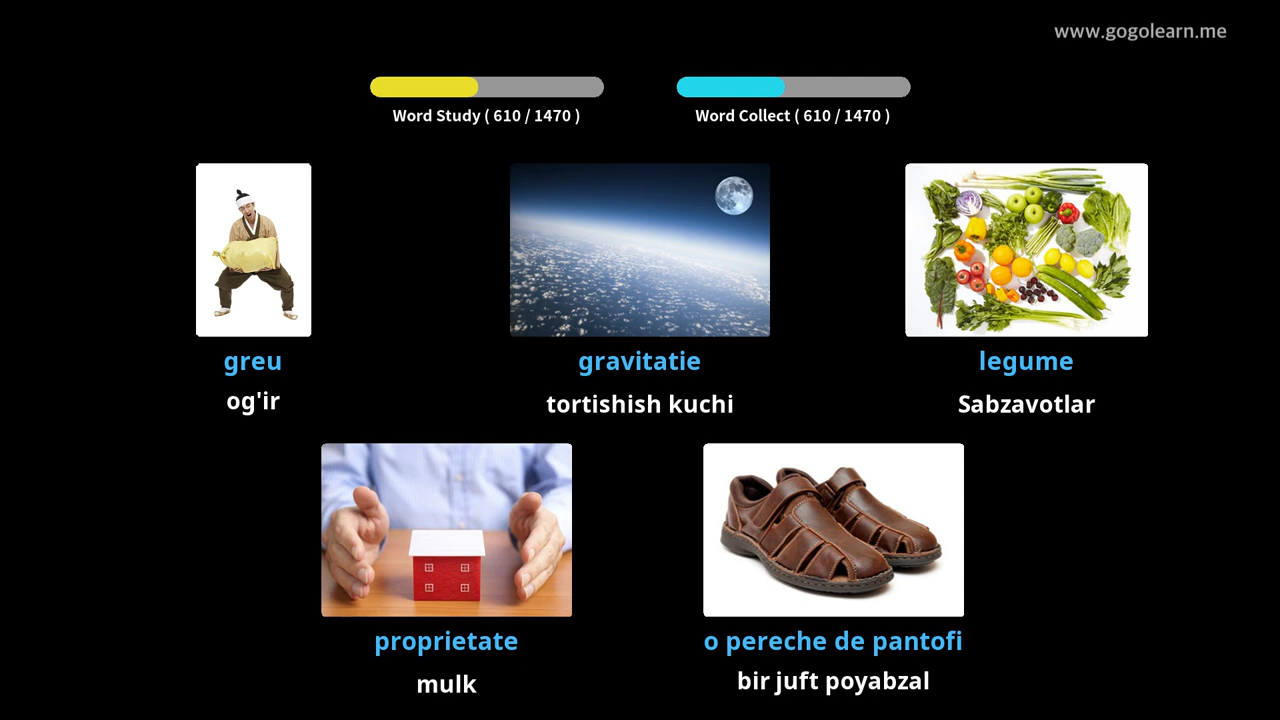 www.gogolearn.me
Word Study ( 610 / 1470 )
Word Collect ( 610 / 1470 )
greu
og'ir
gravitatie
tortishish kuchi
legume
Sabzavotlar
proprietate
mulk
o pereche de pantofi
bir juft poyabzal